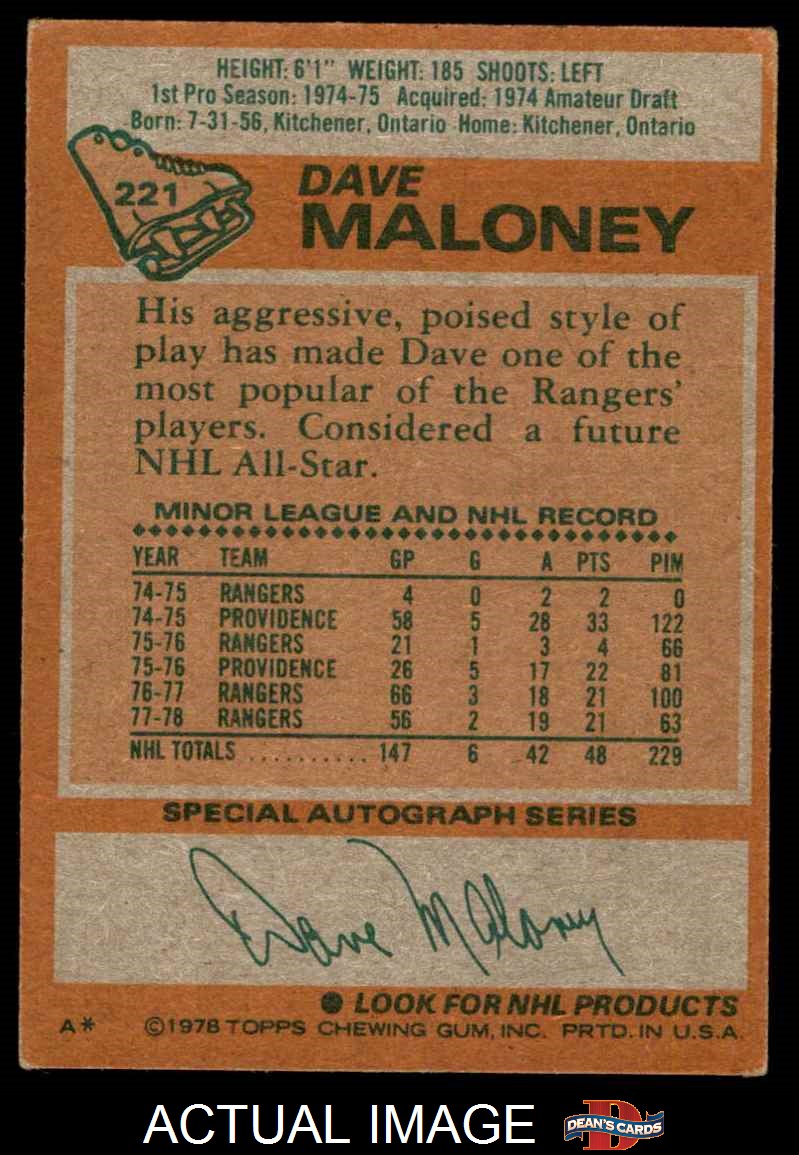 HEIGHT: 6'1" WEIGHT: 185 SHOOTS: LEFT
1st Pro Season: 1974-75 Acquired: 1974 Amateur Draft
Born: 7-31-56, Kitchener, Ontario Home: Kitchener, Ontario
221
DAVE
MALONEY
His aggressive, poised style of
play has made Dave one of the
most popular of the Rangers'
players. Considered a future
NHL All-Star.
MINOR LEAGUE AND NHL RECORD
YEAR TEAM GP G A PTS PIM
74-75 RANGERS 4 0 2 2 0
74-75 PROVIDENCE 58 5 28 33 122
75-76 RANGERS 21 1 3 4 66
75-76 PROVIDENCE 26 5 17 22 81
76-77 RANGERS 66 3 18 21 100
77-78 RANGERS 56 2 19 21 63
NHL TOTALS .......... 147 6 42 48 229
SPECIAL AUTOGRAPH SERIES
Dave Maloney
LOOK FOR NHL PRODUCTS
A* ©1978 TOPPS CHEWING GUM, INC. PRTD. IN U.S.A.
ACTUAL IMAGE D DEAN'S CARDS